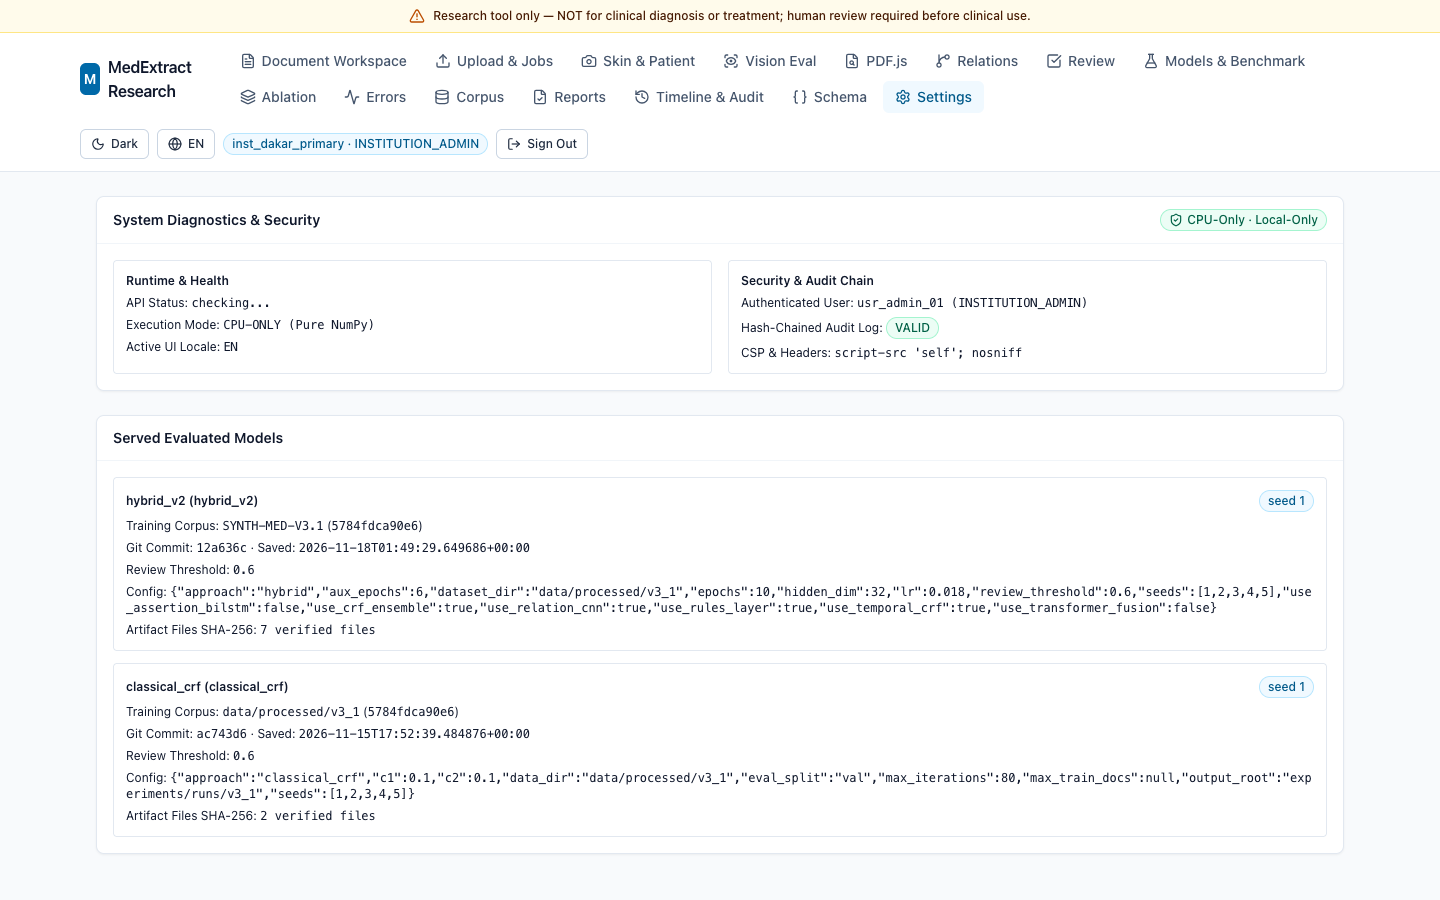 Research tool only — NOT for clinical diagnosis or treatment; human review required before clinical use.
M
MedExtract Research
Document Workspace
Upload & Jobs
Skin & Patient
Vision Eval
PDF.js
Relations
Review
Models & Benchmark
Ablation
Errors
Corpus
Reports
Timeline & Audit
Schema
Settings
Dark
EN
inst_dakar_primary · INSTITUTION_ADMIN
Sign Out
System Diagnostics & Security
CPU-Only · Local-Only
Runtime & Health
API Status: checking...
Execution Mode: CPU-ONLY (Pure NumPy)
Active UI Locale: EN
Security & Audit Chain
Authenticated User: usr_admin_01 (INSTITUTION_ADMIN)
Hash-Chained Audit Log: VALID
CSP & Headers: script-src 'self'; nosniff
Served Evaluated Models
hybrid_v2 (hybrid_v2)
seed 1
Training Corpus: SYNTH-MED-V3.1 (5784fdca90e6)
Git Commit: 12a636c · Saved: 2026-11-18T01:49:29.649686+00:00
Review Threshold: 0.6
Config: {"approach":"hybrid","aux_epochs":6,"dataset_dir":"data/processed/v3_1","epochs":10,"hidden_dim":32,"lr":0.018,"review_threshold":0.6,"seeds":[1,2,3,4,5],"use
_assertion_bilstm":false,"use_crf_ensemble":true,"use_relation_cnn":true,"use_rules_layer":true,"use_temporal_crf":true,"use_transformer_fusion":false}
Artifact Files SHA-256: 7 verified files
classical_crf (classical_crf)
seed 1
Training Corpus: data/processed/v3_1 (5784fdca90e6)
Git Commit: ac743d6 · Saved: 2026-11-15T17:52:39.484876+00:00
Review Threshold: 0.6
Config: {"approach":"classical_crf","c1":0.1,"c2":0.1,"data_dir":"data/processed/v3_1","eval_split":"val","max_iterations":80,"max_train_docs":null,"output_root":"exp
eriments/runs/v3_1","seeds":[1,2,3,4,5]}
Artifact Files SHA-256: 2 verified files